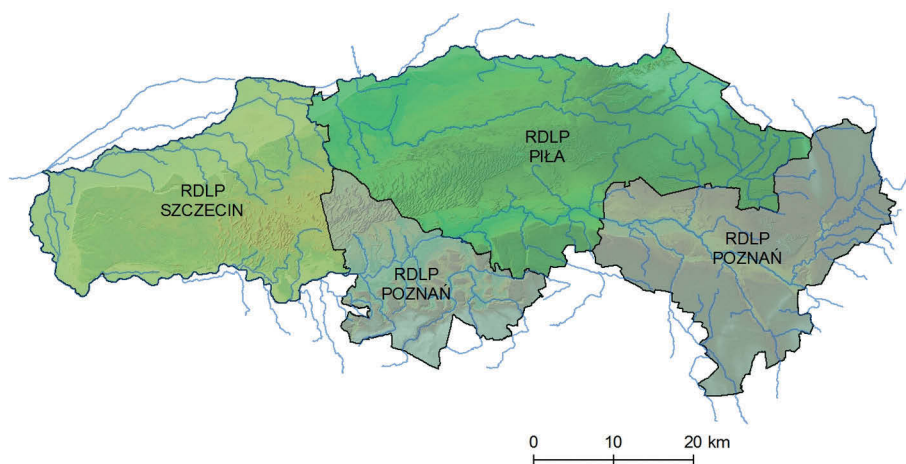 RDLP
PIŁA
RDLP
SZCZECIN
RDLP
POZNAŃ
RDLP
POZNAŃ
0 10 20 km